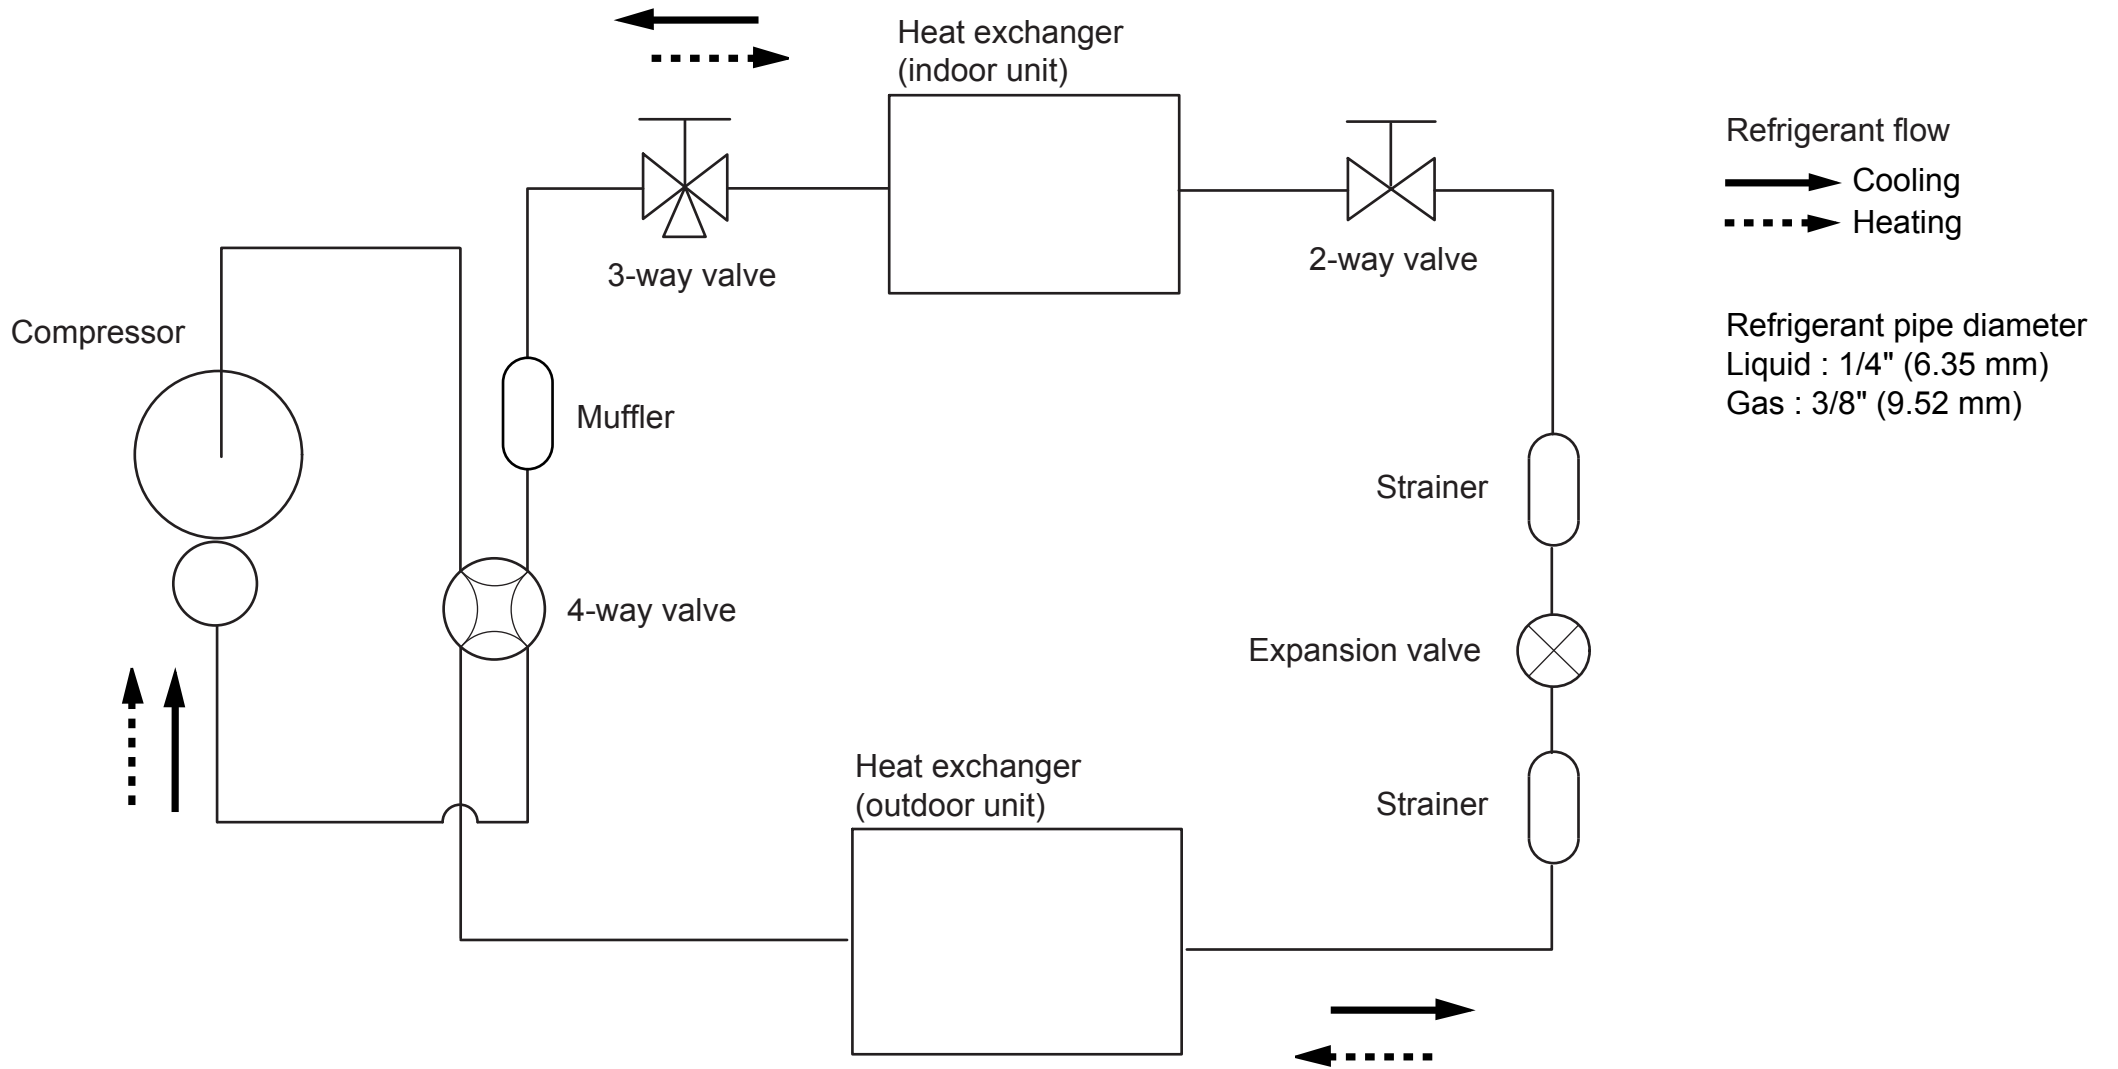 Heat exchanger
(indoor unit)
Refrigerant flow
Cooling
Heating
3-way valve
2-way valve
Refrigerant pipe diameter
Liquid : 1/4" (6.35 mm)
Gas : 3/8" (9.52 mm)
Compressor
Muffler
Strainer
4-way valve
Expansion valve
Heat exchanger
(outdoor unit)
Strainer